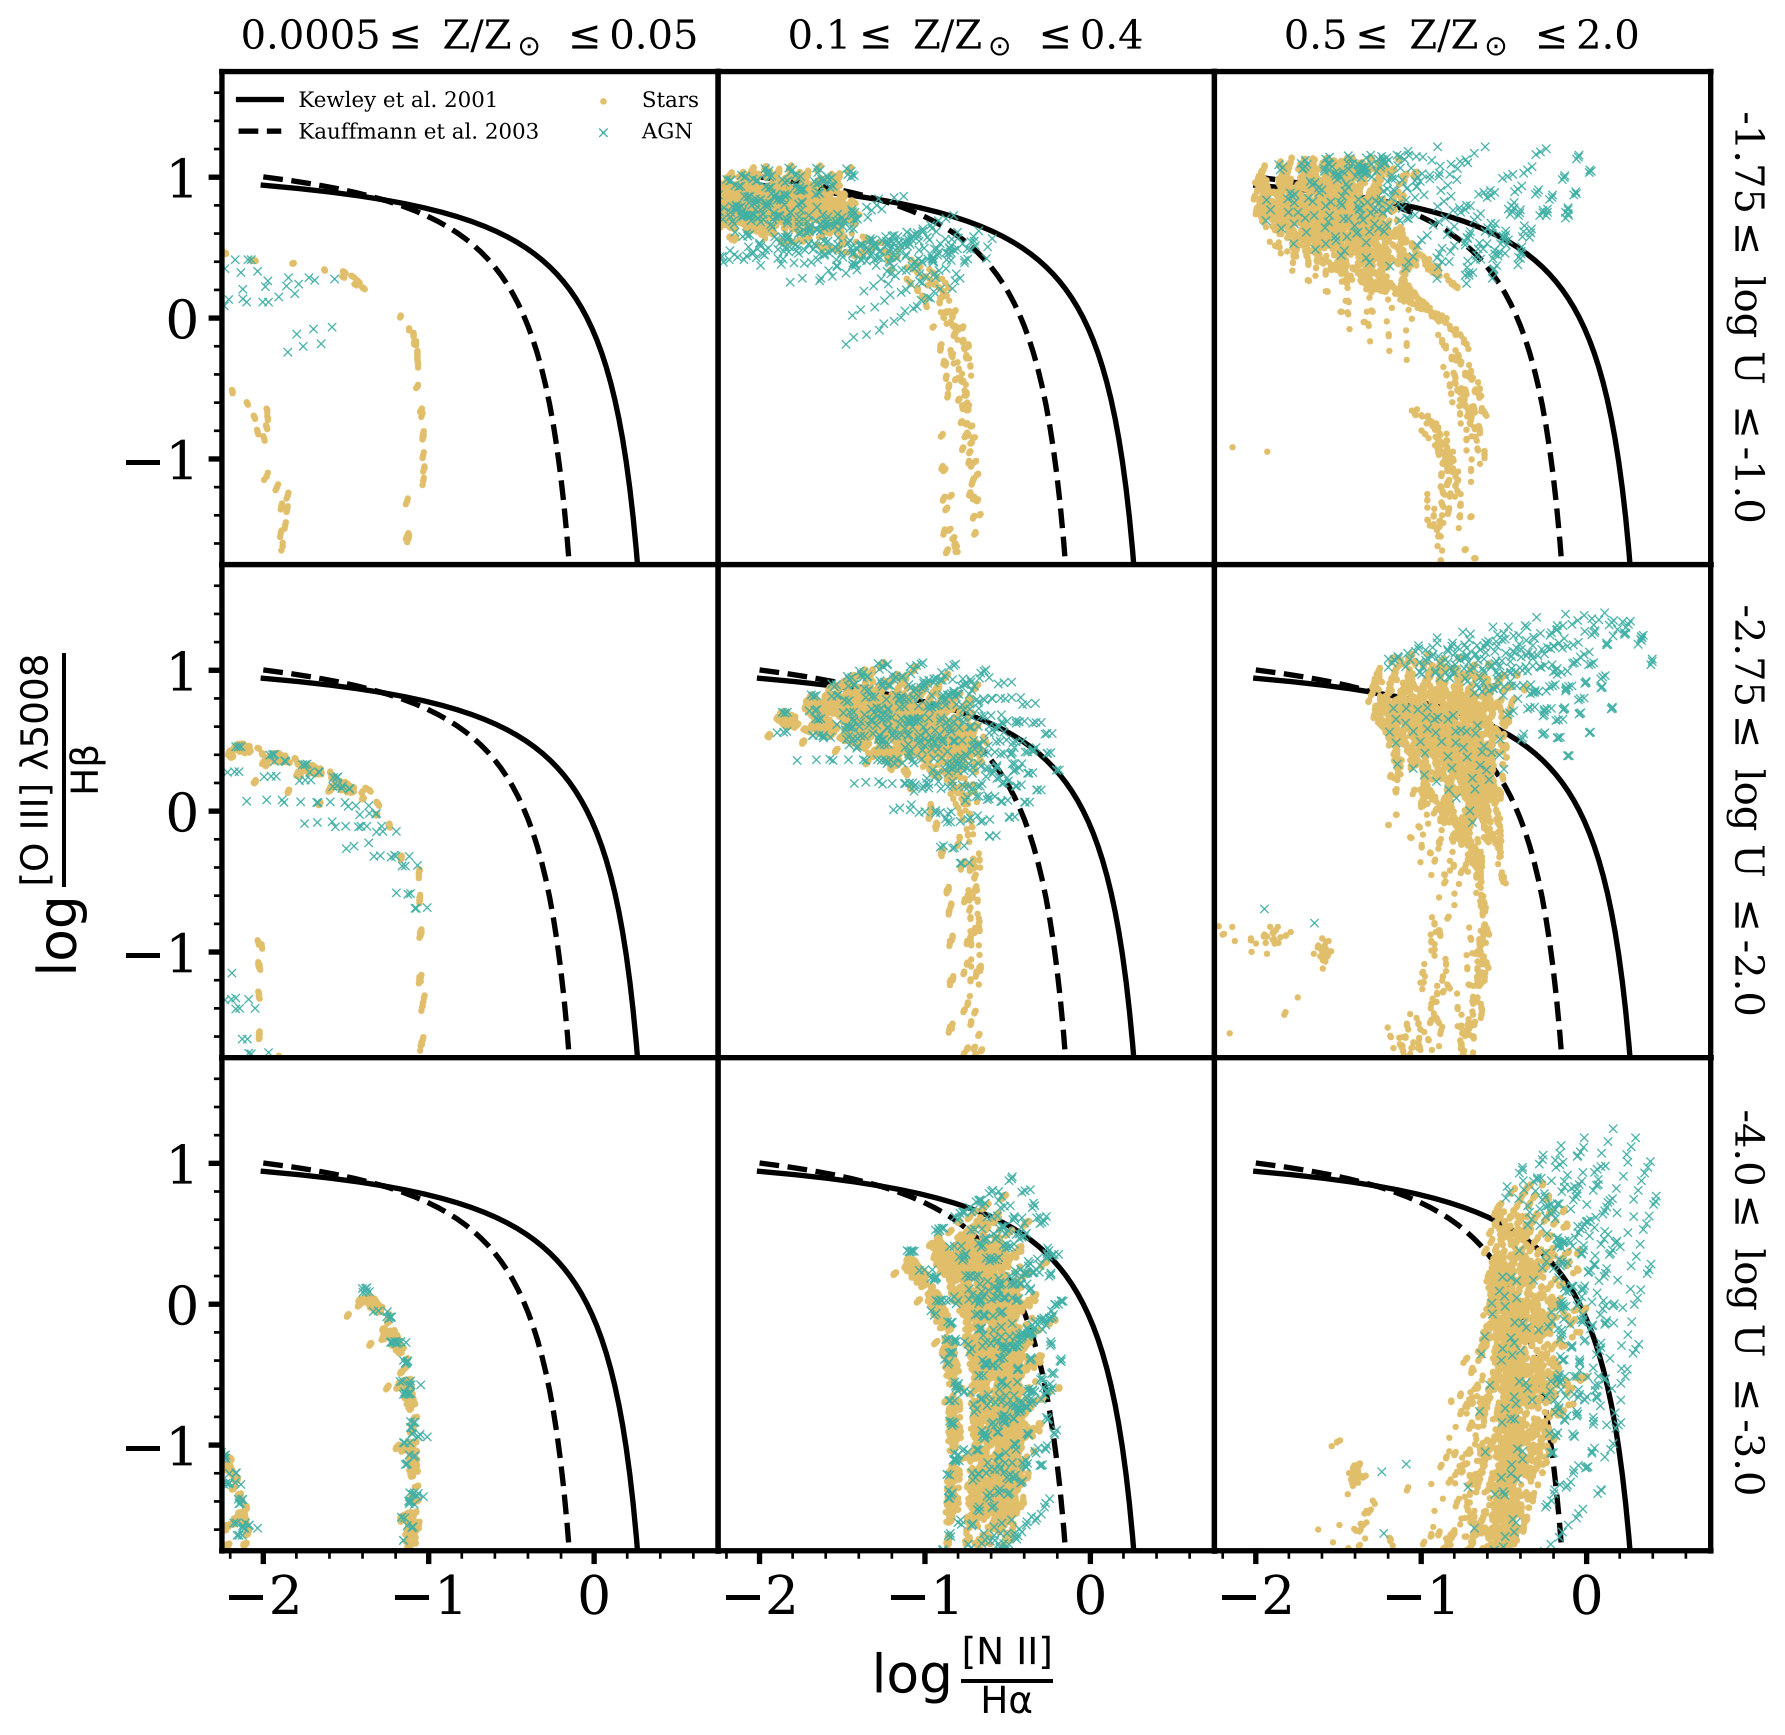 0.0005 ≤ Z/Z⊙ ≤ 0.05
0.1 ≤ Z/Z⊙ ≤ 0.4
0.5 ≤ Z/Z⊙ ≤ 2.0
Kewley et al. 2001
Kauffmann et al. 2003
Stars
AGN
1
0
−1
-1.75 ≤ log U ≤ -1.0
1
0
−1
-2.75 ≤ log U ≤ -2.0
log [O III] λ5008
Hβ
1
0
−1
-4.0 ≤ log U ≤ -3.0
−2 −1 0
−2 −1 0
−2 −1 0
log [N II]
Hα